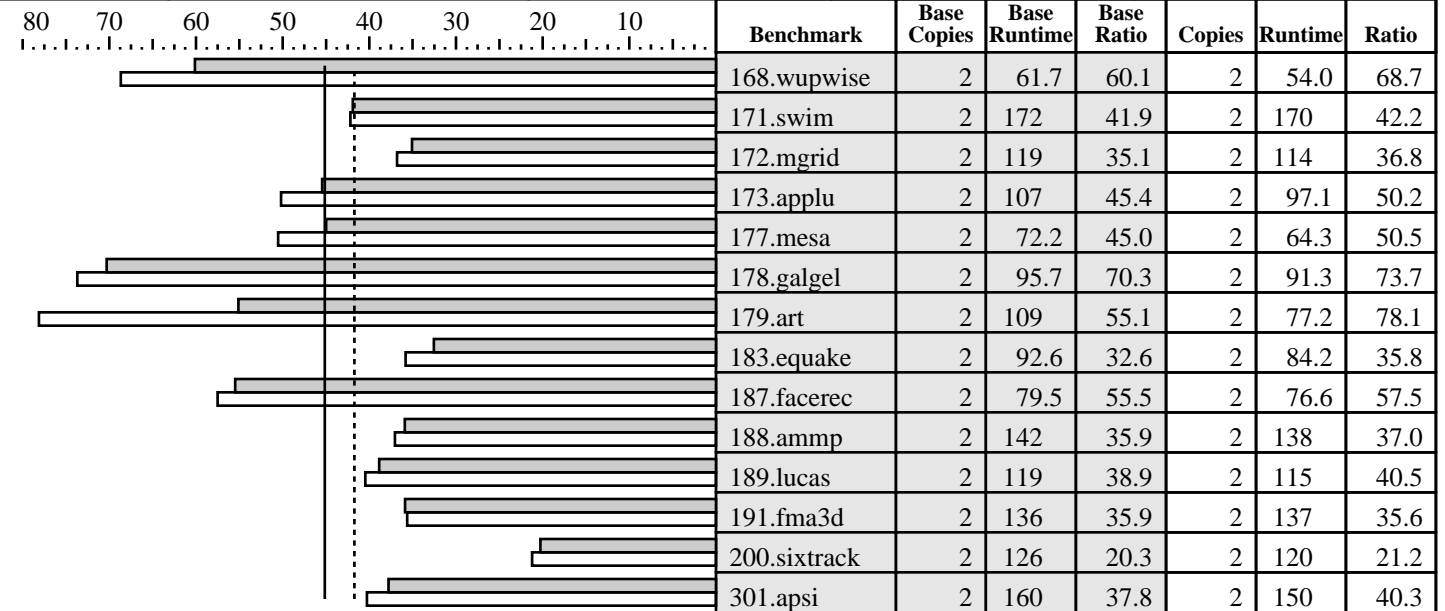 80 70 60 50 40 30 20 10
Benchmark Base Copies Base Runtime Base Ratio Copies Runtime Ratio
168.wupwise 2 61.7 60.1 2 54.0 68.7
171.swim 2 172 41.9 2 170 42.2
172.mgrid 2 119 35.1 2 114 36.8
173.applu 2 107 45.4 2 97.1 50.2
177.mesa 2 72.2 45.0 2 64.3 50.5
178.galgel 2 95.7 70.3 2 91.3 73.7
179.art 2 109 55.1 2 77.2 78.1
183.equake 2 92.6 32.6 2 84.2 35.8
187.facerec 2 79.5 55.5 2 76.6 57.5
188.ammp 2 142 35.9 2 138 37.0
189.lucas 2 119 38.9 2 115 40.5
191.fma3d 2 136 35.9 2 137 35.6
200.sixtrack 2 126 20.3 2 120 21.2
301.apsi 2 160 37.8 2 150 40.3